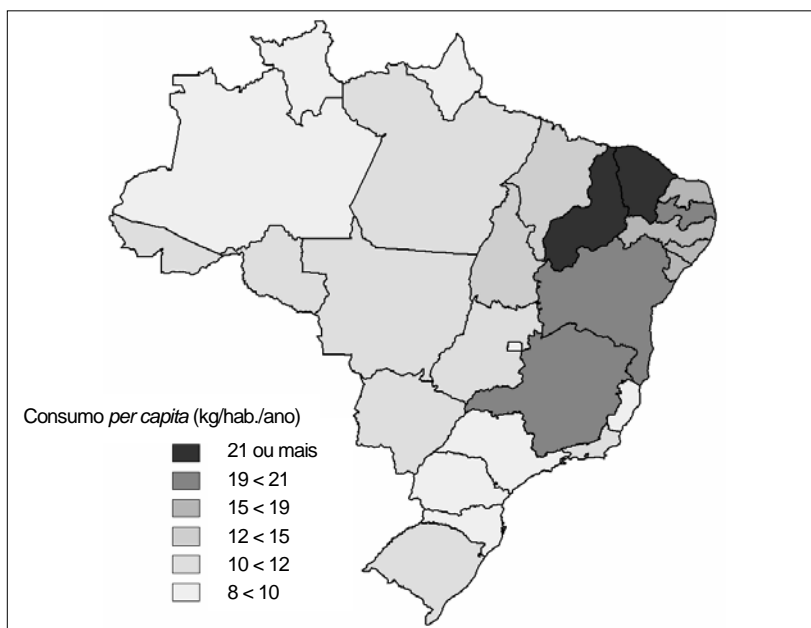 Consumo per capita (kg/hab./ano)
21 ou mais
19 < 21
15 < 19
12 < 15
10 < 12
8 < 10